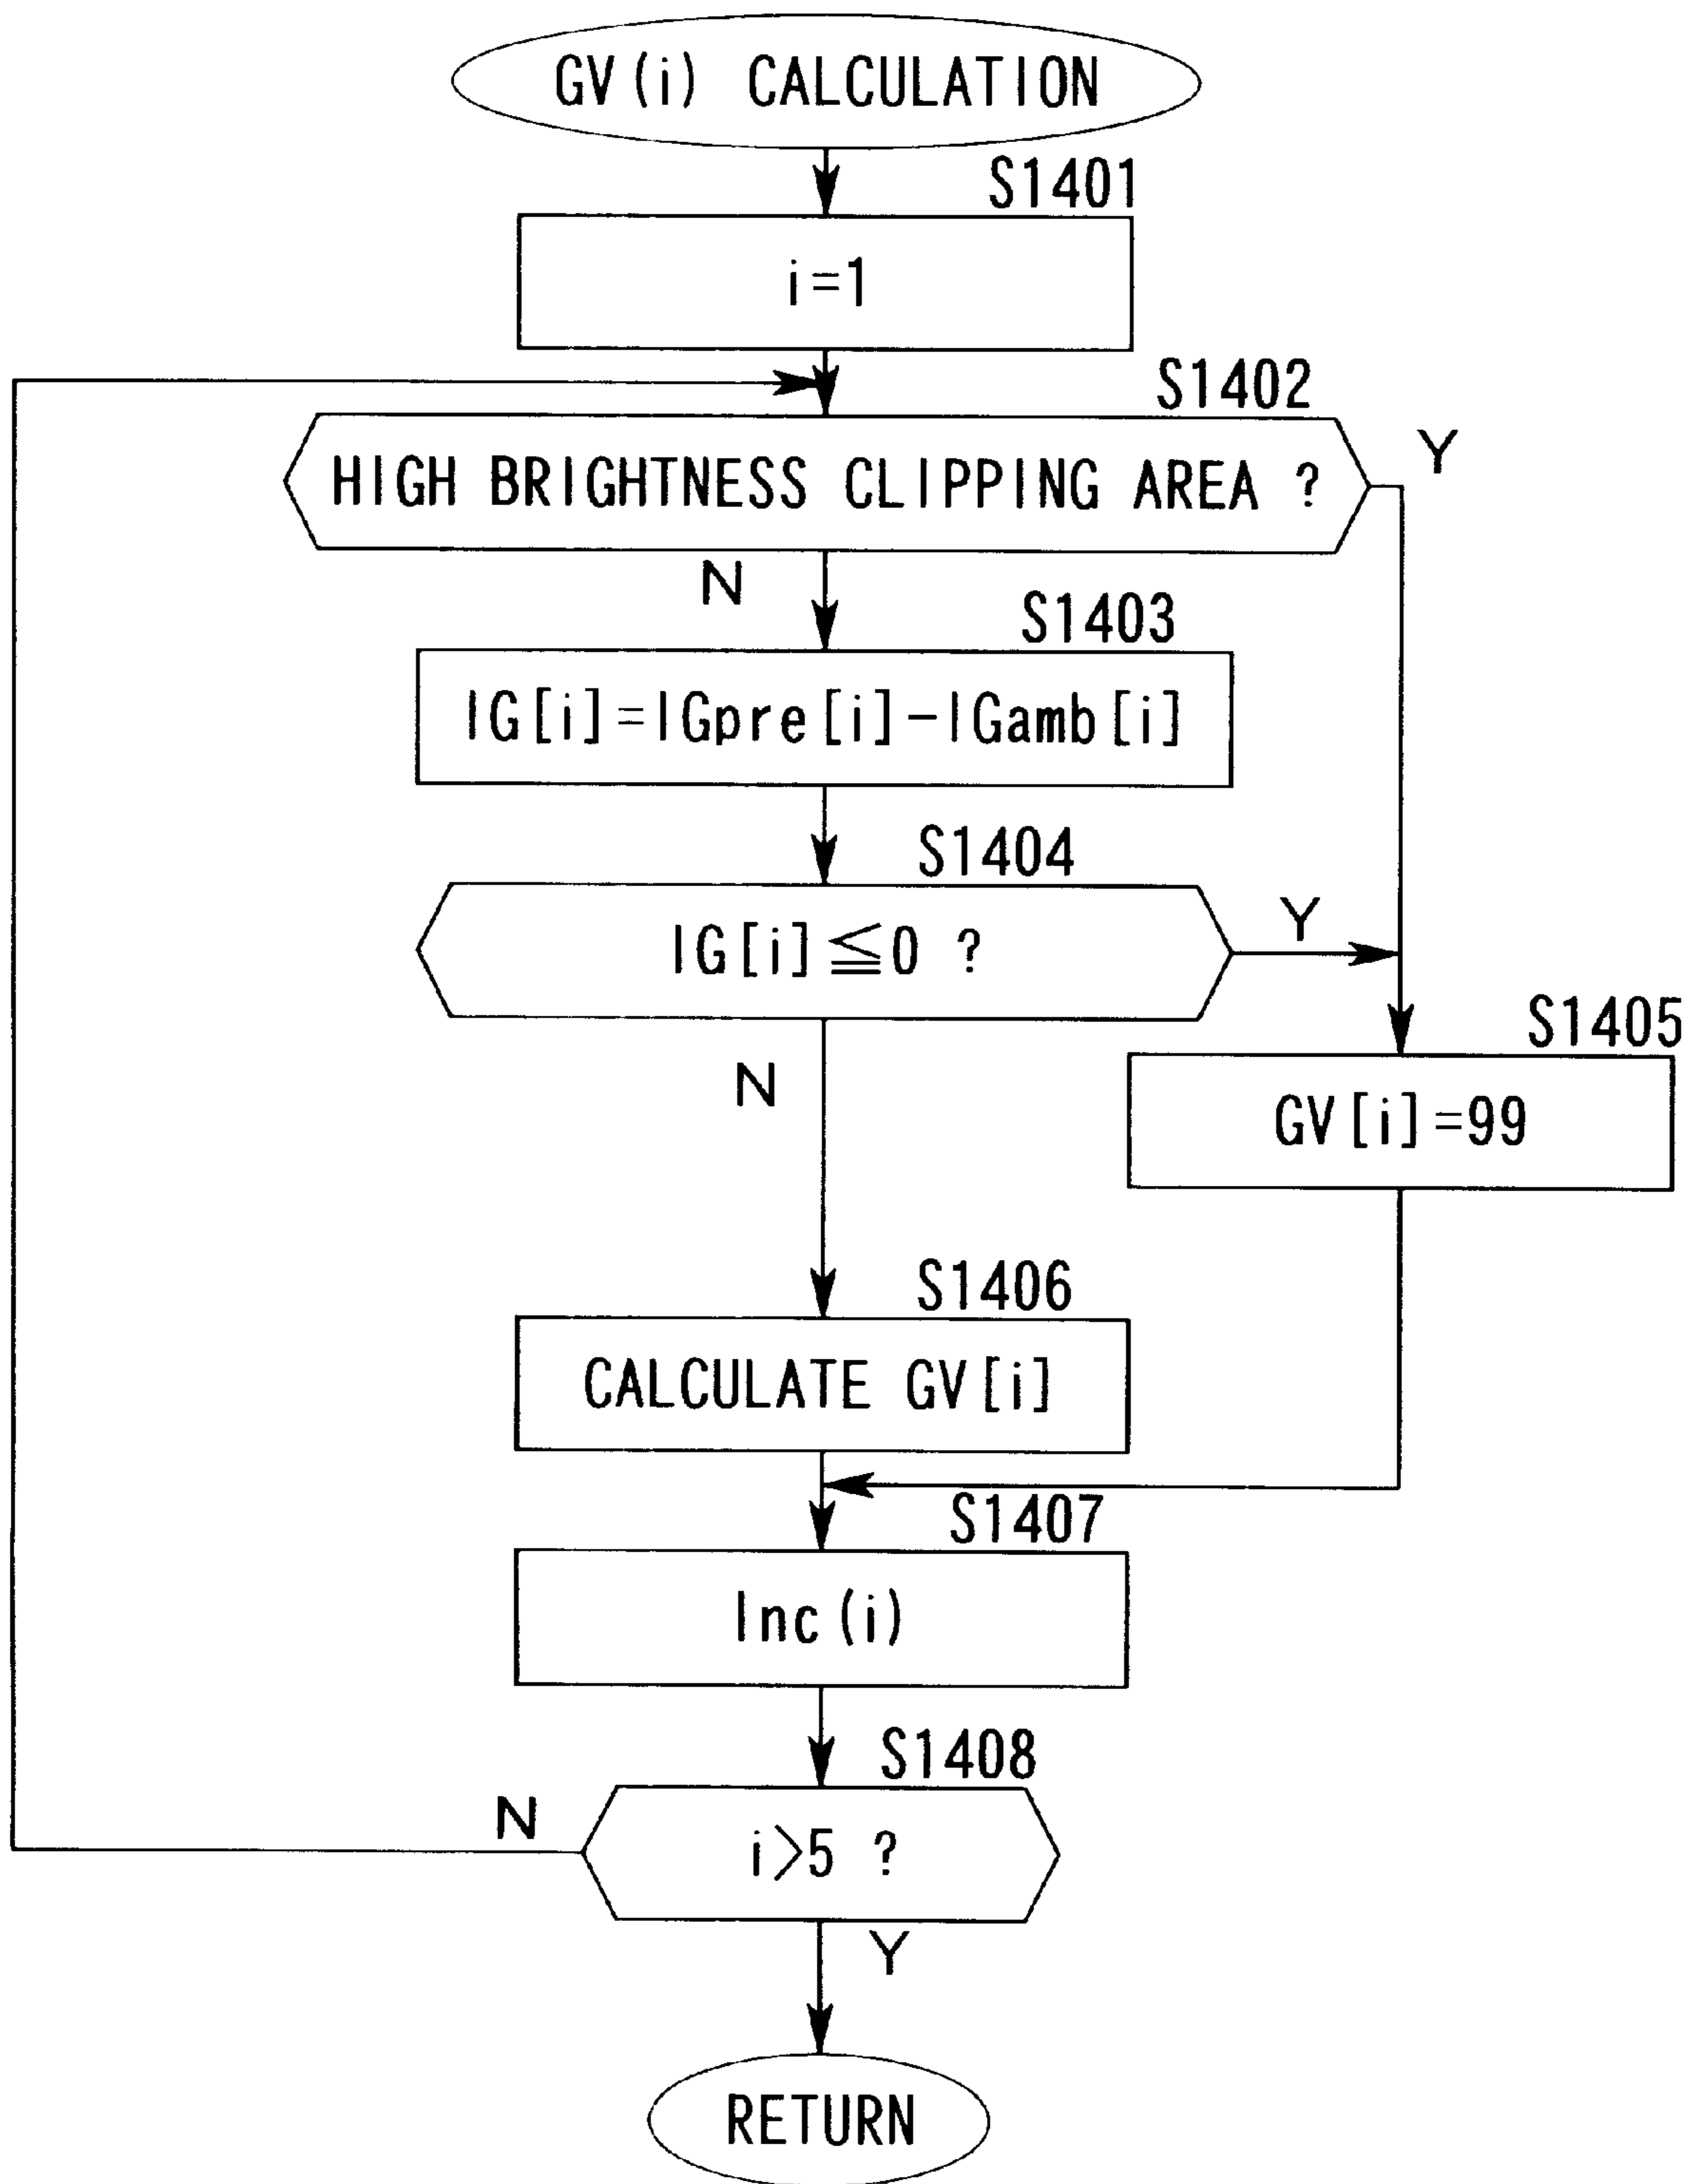 GV(i) CALCULATION
S1401
i=1
S1402
HIGH BRIGHTNESS CLIPPING AREA ?
Y
N
S1403
IG[i]=IGpre[i]-IGamb[i]
S1404
IG[i]≦0 ?
Y
N
S1405
GV[i]=99
S1406
CALCULATE GV[i]
S1407
Inc(i)
S1408
N
i>5 ?
Y
RETURN